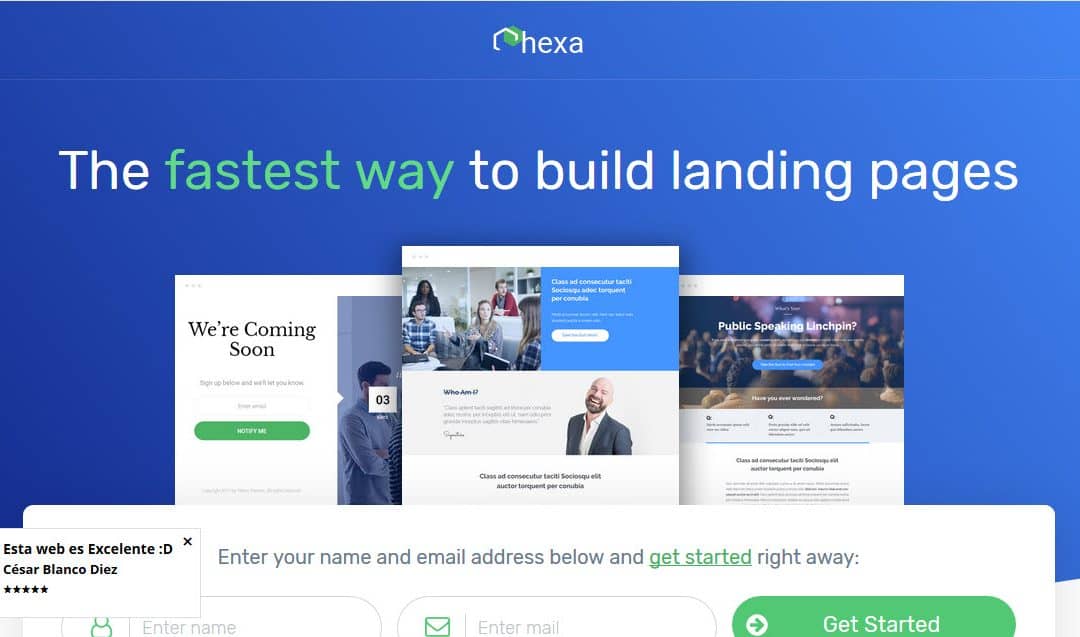 hexa
The fastest way to build landing pages
We're Coming
Soon
Sign up below and we'll let you know.
Enter email
NOTIFY ME
03
Class ad consecutur taciti
Sociosqu adec torquent
per conubia
Who Am I?
Class ad consecutur taciti Sociosqu elit
auctor torquent per conubia
What's Your
Public Speaking Linchpin?
Have you ever wondered?
Q:
Q:
Q:
Class ad consecutur taciti Sociosqu elit
auctor torquent per conubia
Esta web es Excelente :D
César Blanco Diez
★★★★★
Enter your name and email address below and get started right away:
Enter name
Enter mail
Get Started